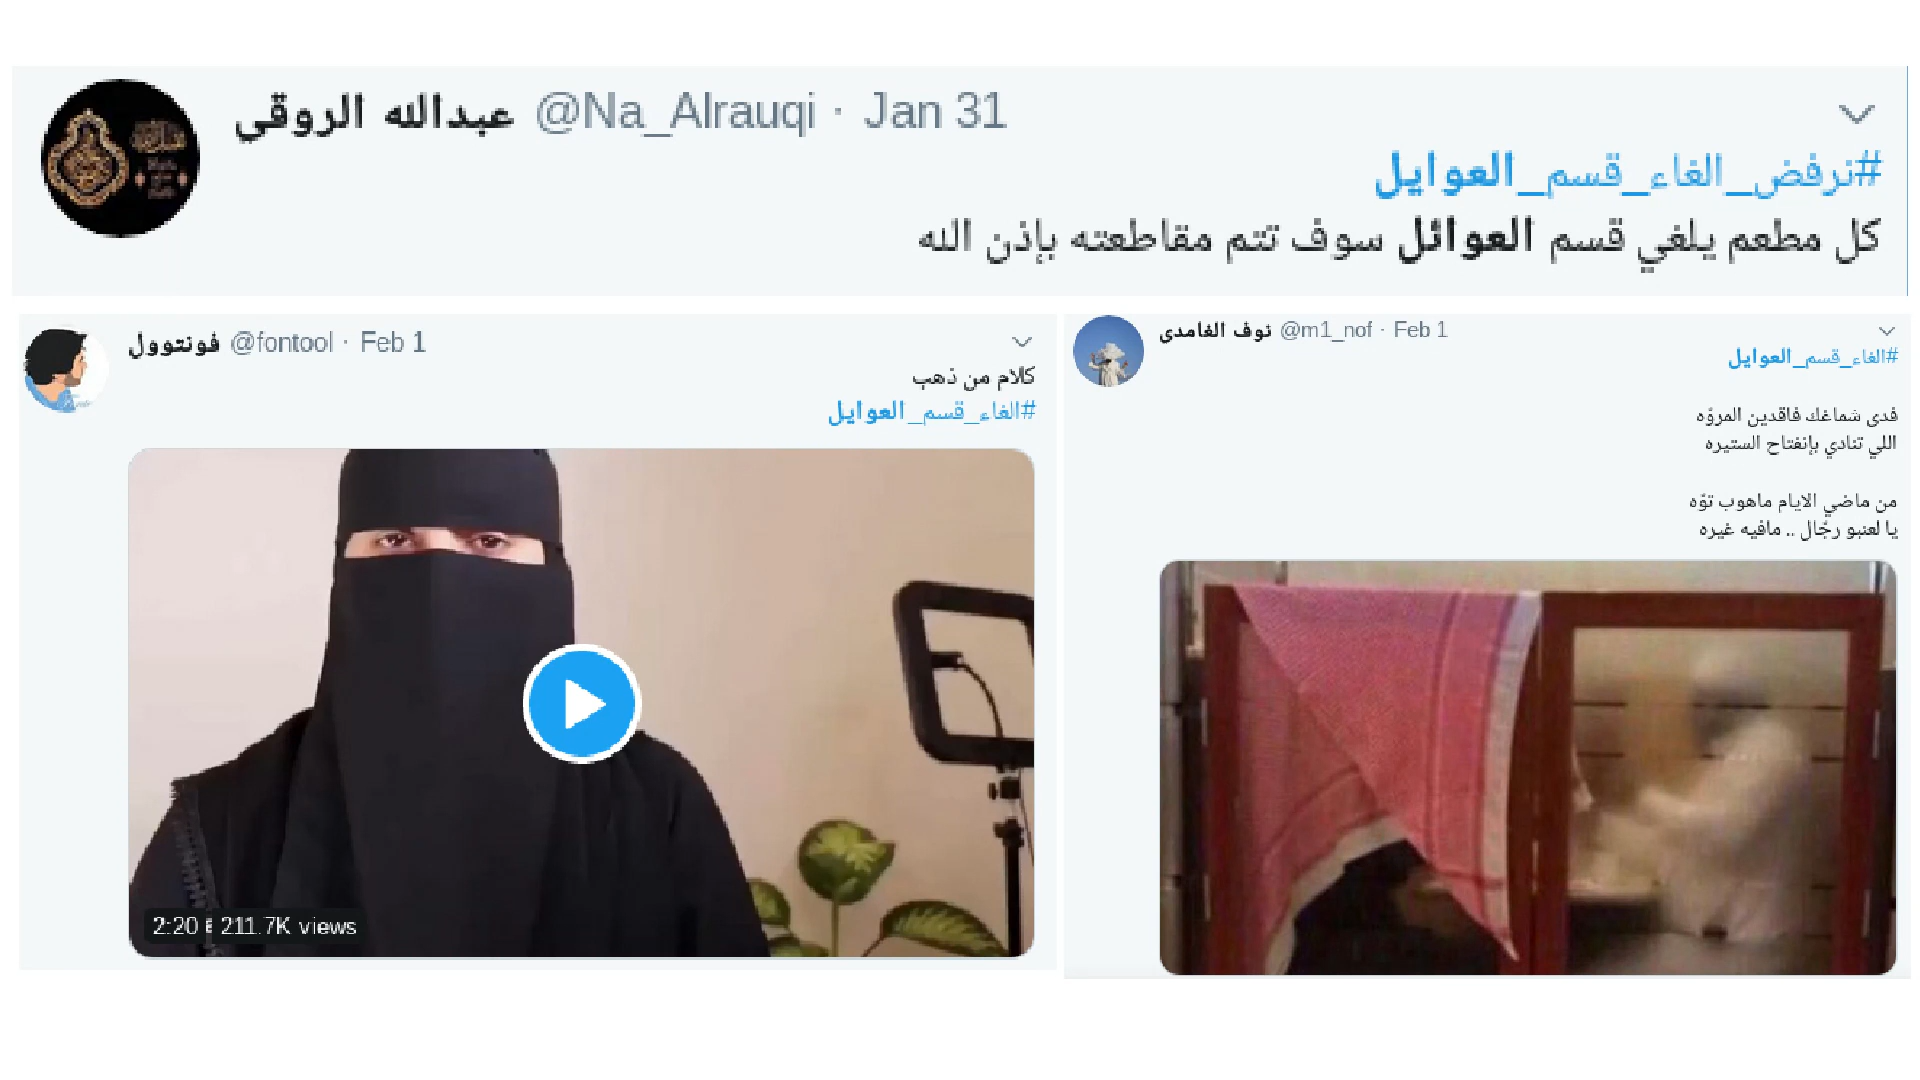 عبدالله الروقي @Na_Alrauqi · Jan 31
#نرفض_الغاء_قسم_العوايل
كل مطعم يلغي قسم العوائل سوف تتم مقاطعته بإذن الله
فونتوول @fontool · Feb 1
كلام من ذهب
#الغاء_قسم_العوايل
2:20
211.7K views
نوف الغامدي @m1_nof · Feb 1
#الغاء_قسم_العوايل
فدى شماغك فاقدين المروّه
اللي تنادي بإنفتاح الستيره
من ماضي الايام ماهوب توّه
يا لعنبو رجّال .. مافيه غيره